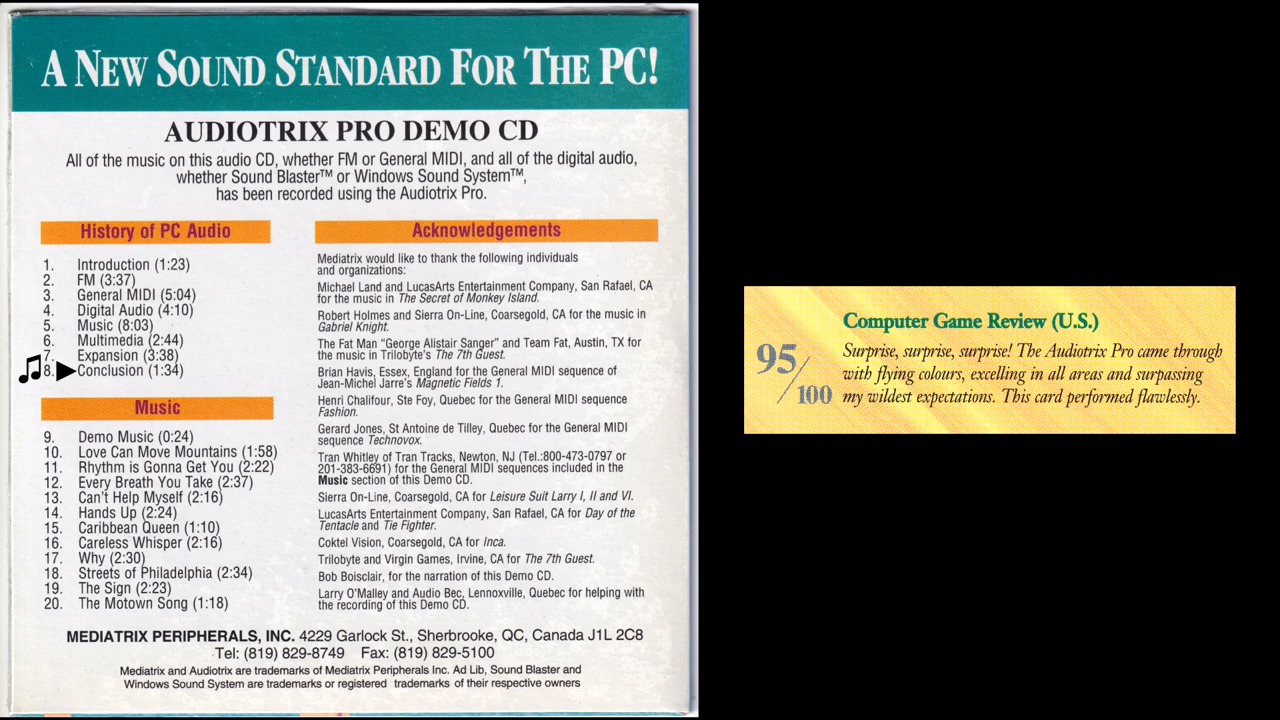 A NEW SOUND STANDARD FOR THE PC!
AUDIOTRIX PRO DEMO CD
All of the music on this audio CD, whether FM or General MIDI, and all of the digital audio,
whether Sound Blaster™ or Windows Sound System™,
has been recorded using the Audiotrix Pro.
History of PC Audio
1. Introduction (1:23)
2. FM (3:37)
3. General MIDI (5:04)
4. Digital Audio (4:10)
5. Music (8:03)
6. Multimedia (2:44)
7. Expansion (3:38)
8. Conclusion (1:34)
Music
9. Demo Music (0:24)
10. Love Can Move Mountains (1:58)
11. Rhythm is Gonna Get You (2:22)
12. Every Breath You Take (2:37)
13. Can't Help Myself (2:16)
14. Hands Up (2:24)
15. Caribbean Queen (1:10)
16. Careless Whisper (2:16)
17. Why (2:30)
18. Streets of Philadelphia (2:34)
19. The Sign (2:23)
20. The Motown Song (1:18)
Acknowledgements
Mediatrix would like to thank the following individuals
and organizations:
Michael Land and LucasArts Entertainment Company, San Rafael, CA
for the music in The Secret of Monkey Island.
Robert Holmes and Sierra On-Line, Coarsegold, CA for the music in
Gabriel Knight.
The Fat Man “George Alistair Sanger” and Team Fat, Austin, TX for
the music in Trilobyte's The 7th Guest.
Brian Havis, Essex, England for the General MIDI sequence of
Jean-Michel Jarre's Magnetic Fields 1.
Henri Chalifour, Ste Foy, Quebec for the General MIDI sequence
Fashion.
Gerard Jones, St Antoine de Tilley, Quebec for the General MIDI
sequence Technovox.
Tran Whitley of Tran Tracks, Newton, NJ (Tel.:800-473-0797 or
201-383-6691) for the General MIDI sequences included in the
Music section of this Demo CD.
Sierra On-Line, Coarsegold, CA for Leisure Suit Larry I, II and VI.
LucasArts Entertainment Company, San Rafael, CA for Day of the
Tentacle and Tie Fighter.
Coktel Vision, Coarsegold, CA for Inca.
Trilobyte and Virgin Games, Irvine, CA for The 7th Guest.
Bob Boisclair, for the narration of this Demo CD.
Larry O'Malley and Audio Bec, Lennoxville, Quebec for helping with
the recording of this Demo CD.
MEDIATRIX PERIPHERALS, INC. 4229 Garlock St., Sherbrooke, QC, Canada J1L 2C8
Tel: (819) 829-8749 Fax: (819) 829-5100
Mediatrix and Audiotrix are trademarks of Mediatrix Peripherals Inc. Ad Lib, Sound Blaster and
Windows Sound System are trademarks or registered trademarks of their respective owners
95/100
Computer Game Review (U.S.)
Surprise, surprise, surprise! The Audiotrix Pro came through
with flying colours, excelling in all areas and surpassing
my wildest expectations. This card performed flawlessly.